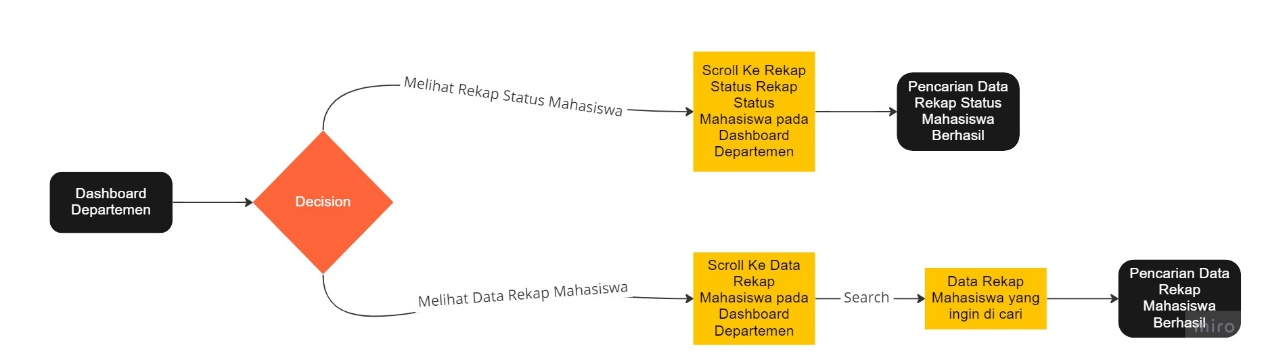 Dashboard
Departemen
Decision
Melihat Rekap Status Mahasiswa
Scroll Ke Rekap
Status Rekap
Status
Mahasiswa pada
Dashboard
Departemen
Pencarian Data
Rekap Status
Mahasiswa
Berhasil
Melihat Data Rekap Mahasiswa
Scroll Ke Data
Rekap
Mahasiswa pada
Dashboard
Departemen
Search
Data Rekap
Mahasiswa yang
ingin di cari
Pencarian Data
Rekap
Mahasiswa
Berhasil
miro